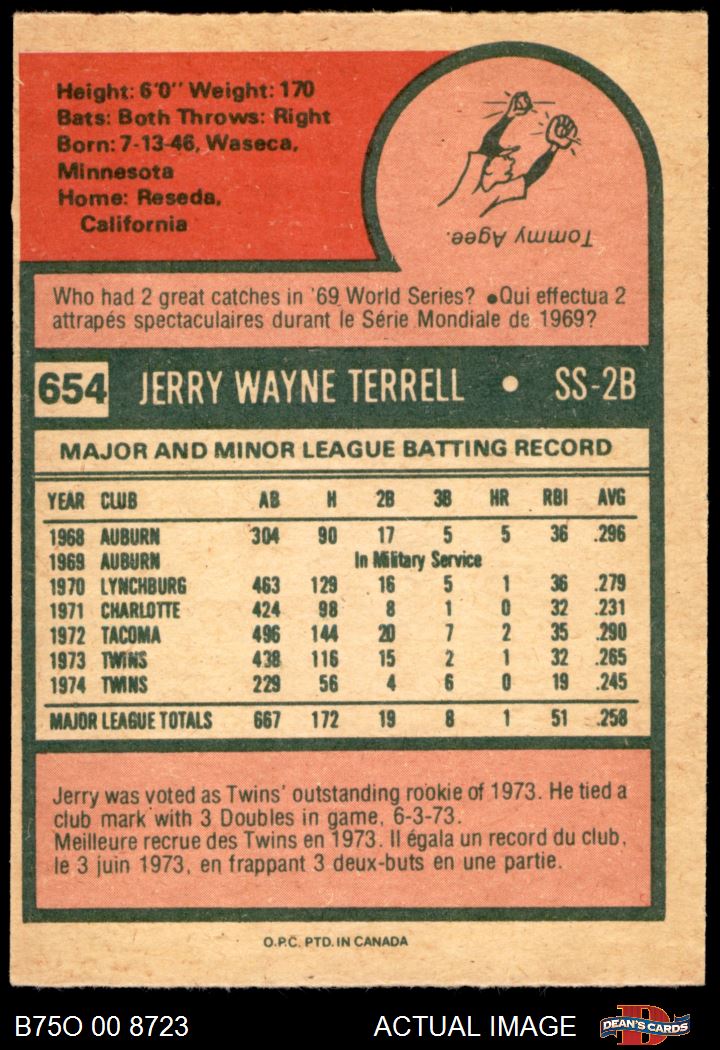 Height: 6'0" Weight: 170
Bats: Both Throws: Right
Born: 7-13-46, Waseca,
Minnesota
Home: Reseda,
California
Tommy Agee.
Who had 2 great catches in '69 World Series? ●Qui effectua 2
attrapés spectaculaires durant le Série Mondiale de 1969?
654 JERRY WAYNE TERRELL • SS-2B
MAJOR AND MINOR LEAGUE BATTING RECORD
YEAR CLUB AB H 2B 3B HR RBI AVG
1968 AUBURN 304 90 17 5 5 36 .296
1969 AUBURN In Military Service
1970 LYNCHBURG 463 129 16 5 1 36 .279
1971 CHARLOTTE 424 98 8 1 0 32 .231
1972 TACOMA 496 144 20 7 2 35 .290
1973 TWINS 438 116 15 2 1 32 .265
1974 TWINS 229 56 4 6 0 19 .245
MAJOR LEAGUE TOTALS 667 172 19 8 1 51 .258
Jerry was voted as Twins' outstanding rookie of 1973. He tied a
club mark with 3 Doubles in game, 6-3-73.
Meilleure recrue des Twins en 1973. Il égala un record du club,
le 3 juin 1973, en frappant 3 deux-buts en une partie.
O.P.C. PTD. IN CANADA
B75O 00 8723 ACTUAL IMAGE D DEAN'S CARDS